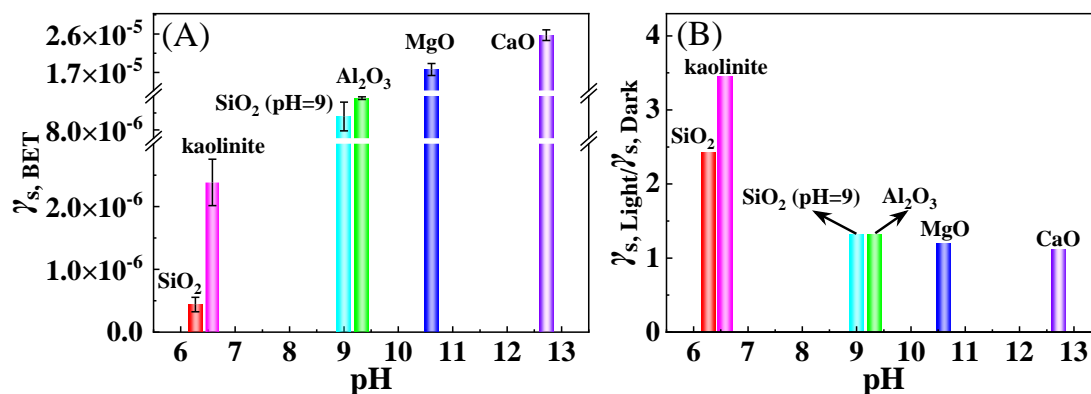 (A)
2.6×10⁻⁵
1.7×10⁻⁵
8.0×10⁻⁶
2.0×10⁻⁶
1.0×10⁻⁶
0.0
γs, BET
SiO₂
kaolinite
SiO₂ (pH=9)
Al₂O₃
MgO
CaO
6 7 8 9 10 11 12 13
pH
(B)
4
3
2
1
0
γs, Light/γs, Dark
SiO₂
kaolinite
SiO₂ (pH=9)
Al₂O₃
MgO
CaO
6 7 8 9 10 11 12 13
pH